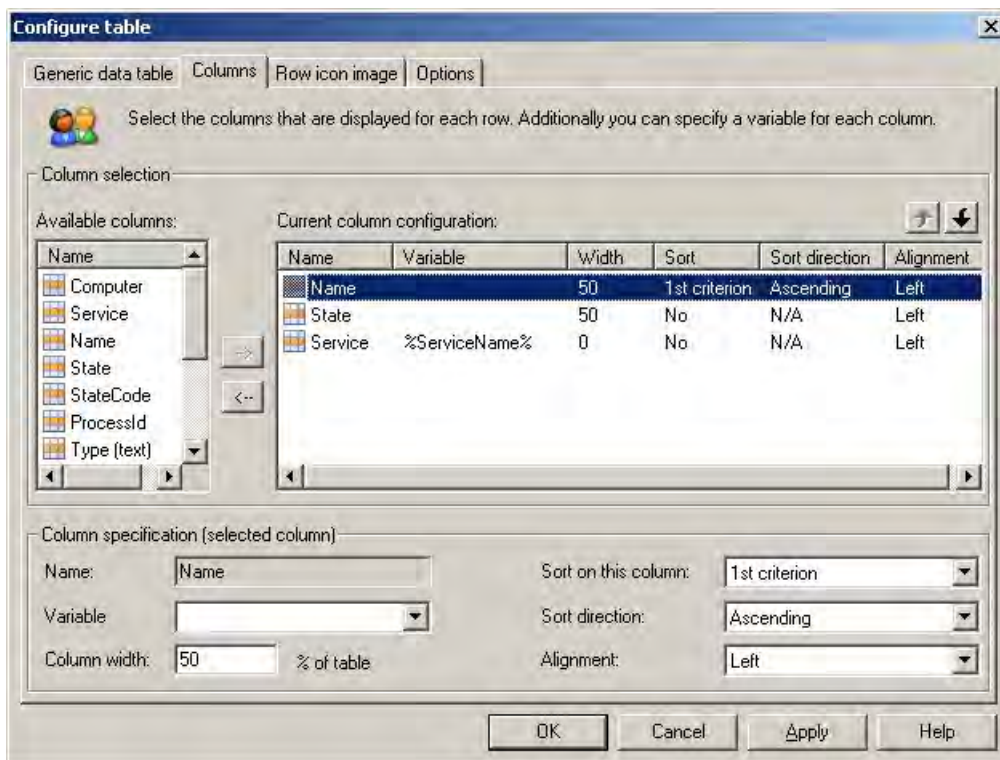 Configure table
Generic data table Columns Row icon image Options
Select the columns that are displayed for each row. Additionally you can specify a variable for each column.
Column selection
Available columns:
Name
Computer
Service
Name
State
StateCode
ProcessId
Type (text)
-->
<--
Current column configuration:
Name Variable Width Sort Sort direction Alignment
Name 50 1st criterion Ascending Left
State 50 No N/A Left
Service %ServiceName% 0 No N/A Left
Column specification (selected column)
Name: Name
Variable
Column width: 50 % of table
Sort on this column: 1st criterion
Sort direction: Ascending
Alignment: Left
OK Cancel Apply Help